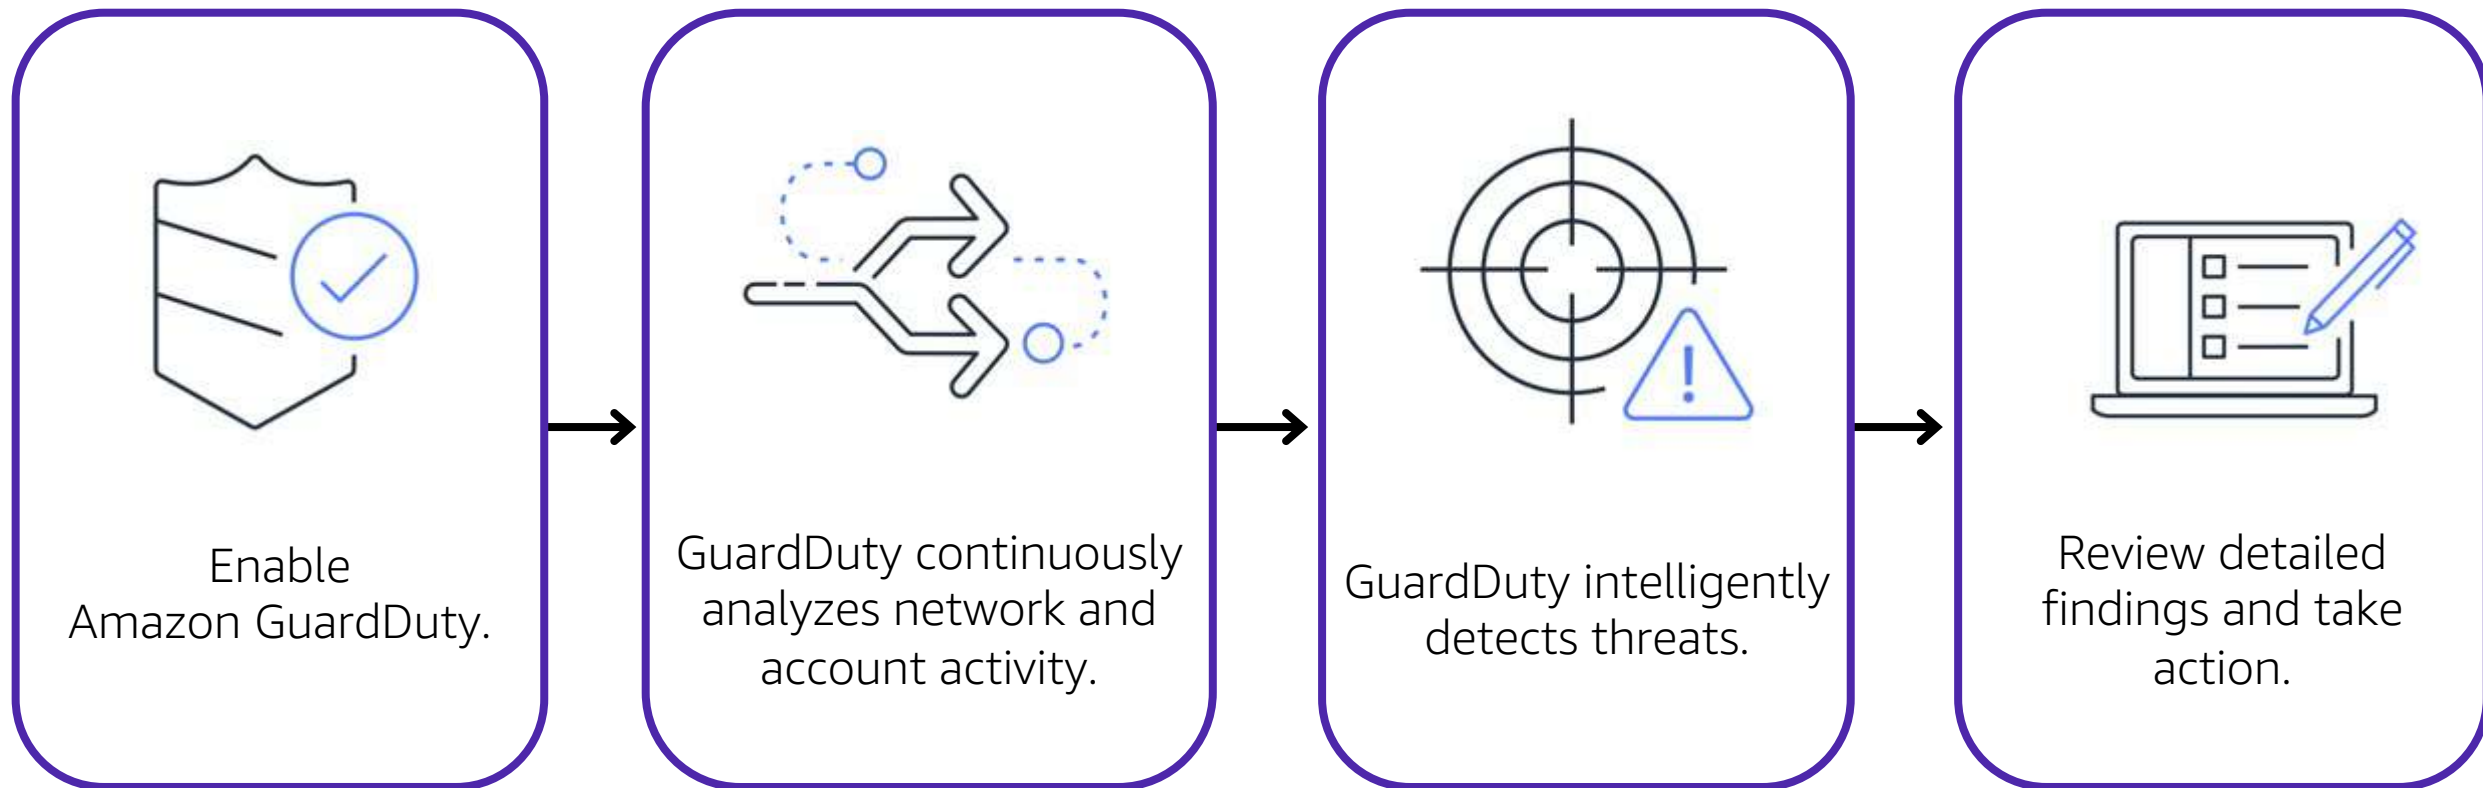 Enable
Amazon GuardDuty.
GuardDuty continuously
analyzes network and
account activity.
GuardDuty intelligently
detects threats.
Review detailed
findings and take
action.